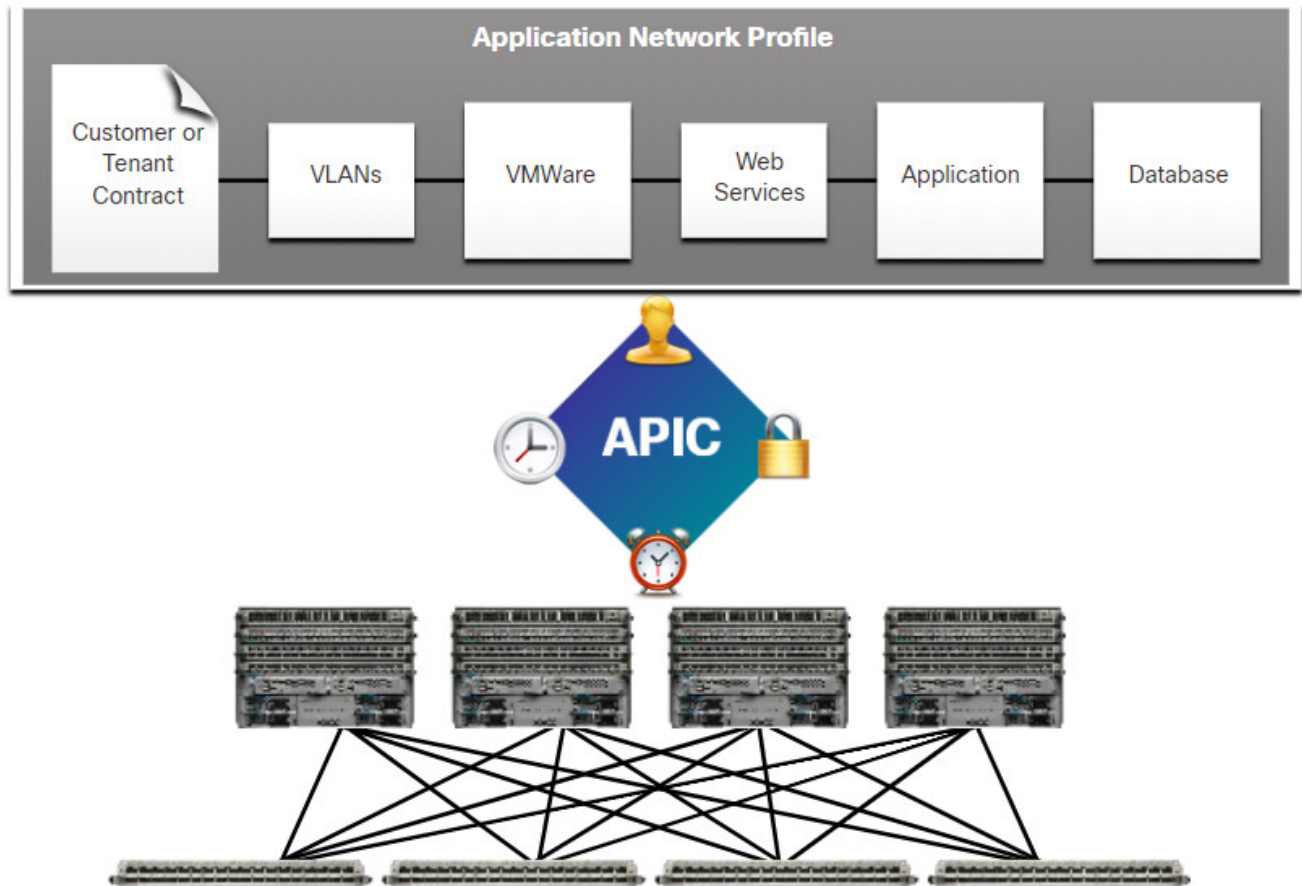 Application Network Profile
Customer or
Tenant
Contract
VLANs
VMWare
Web
Services
Application
Database
APIC